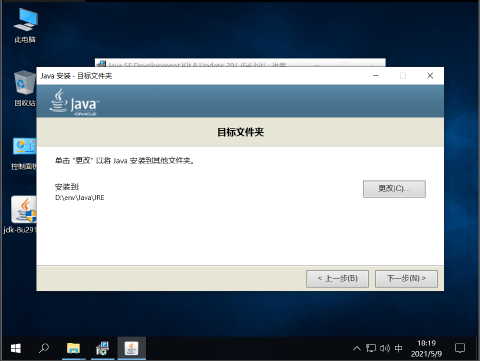 此电脑
回收站
控制面板
jdk-8u291
Java SE Development Kit 8 Update 291 (64-bit) - 进度
Java 安装 - 目标文件夹
Java
ORACLE
目标文件夹
单击 "更改" 以将 Java 安装到其他文件夹。
安装到:
D:\env\Java\JRE
更改(C)...
< 上一步(B)
下一步(N) >
中
18:19
2021/5/9